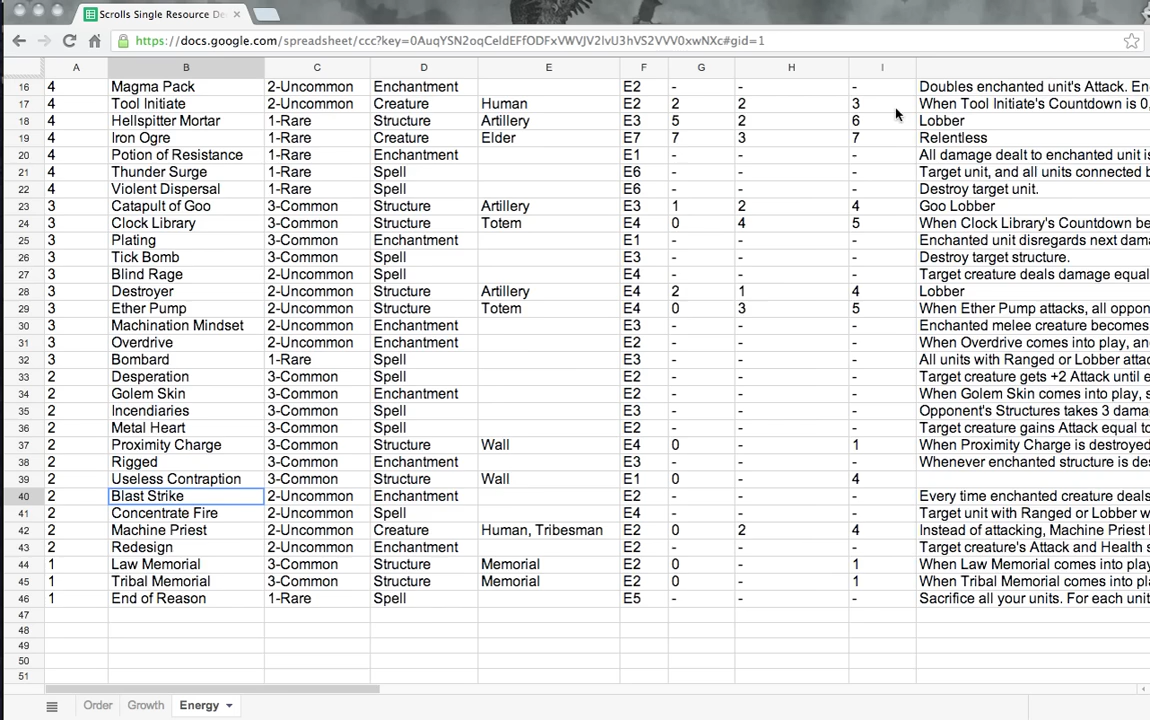 Scrolls Single Resource De
https://docs.google.com/spreadsheet/ccc?key=0AuqYSN2oqCeldEFfODFxVWVJV2lvU3hVS2VVV0xwNXc#gid=1
A B C D E F G H I
16 4 Magma Pack 2-Uncommon Enchantment E2 - - - Doubles enchanted unit's Attack. En
17 4 Tool Initiate 2-Uncommon Creature Human E2 2 2 3 When Tool Initiate's Countdown is 0,
18 4 Hellspitter Mortar 1-Rare Structure Artillery E3 5 2 6 Lobber
19 4 Iron Ogre 1-Rare Creature Elder E7 7 3 7 Relentless
20 4 Potion of Resistance 1-Rare Enchantment E1 - - - All damage dealt to enchanted unit is
21 4 Thunder Surge 1-Rare Spell E6 - - - Target unit, and all units connected b
22 4 Violent Dispersal 1-Rare Spell E6 - - - Destroy target unit.
23 3 Catapult of Goo 3-Common Structure Artillery E3 1 2 4 Goo Lobber
24 3 Clock Library 3-Common Structure Totem E4 0 4 5 When Clock Library's Countdown be
25 3 Plating 3-Common Enchantment E1 - - - Enchanted unit disregards next dam
26 3 Tick Bomb 3-Common Spell E3 - - - Destroy target structure.
27 3 Blind Rage 2-Uncommon Spell E4 - - - Target creature deals damage equal
28 3 Destroyer 2-Uncommon Structure Artillery E4 2 1 4 Lobber
29 3 Ether Pump 2-Uncommon Structure Totem E4 0 3 5 When Ether Pump attacks, all oppon
30 3 Machination Mindset 2-Uncommon Enchantment E3 - - - Enchanted melee creature becomes
31 3 Overdrive 2-Uncommon Enchantment E2 - - - When Overdrive comes into play, an
32 3 Bombard 1-Rare Spell E3 - - - All units with Ranged or Lobber attac
33 2 Desperation 3-Common Spell E2 - - - Target creature gets +2 Attack until e
34 2 Golem Skin 3-Common Enchantment E2 - - - When Golem Skin comes into play, s
35 2 Incendiaries 3-Common Spell E3 - - - Opponent's Structures takes 3 dama
36 2 Metal Heart 3-Common Spell E2 - - - Target creature gains Attack equal to
37 2 Proximity Charge 3-Common Structure Wall E4 0 - 1 When Proximity Charge is destroyed
38 2 Rigged 3-Common Enchantment E3 - - - Whenever enchanted structure is des
39 2 Useless Contraption 3-Common Structure Wall E1 0 - 4
40 2 Blast Strike 2-Uncommon Enchantment E2 - - - Every time enchanted creature deals
41 2 Concentrate Fire 2-Uncommon Spell E4 - - - Target unit with Ranged or Lobber w
42 2 Machine Priest 2-Uncommon Creature Human, Tribesman E2 0 2 4 Instead of attacking, Machine Priest
43 2 Redesign 2-Uncommon Enchantment E2 - - - Target creature's Attack and Health s
44 1 Law Memorial 3-Common Structure Memorial E2 0 1 When Law Memorial comes into play
45 1 Tribal Memorial 3-Common Structure Memorial E2 0 1 When Tribal Memorial comes into pla
46 1 End of Reason 1-Rare Spell E5 - - - Sacrifice all your units. For each unit
47
48
49
50
51
Order Growth Energy